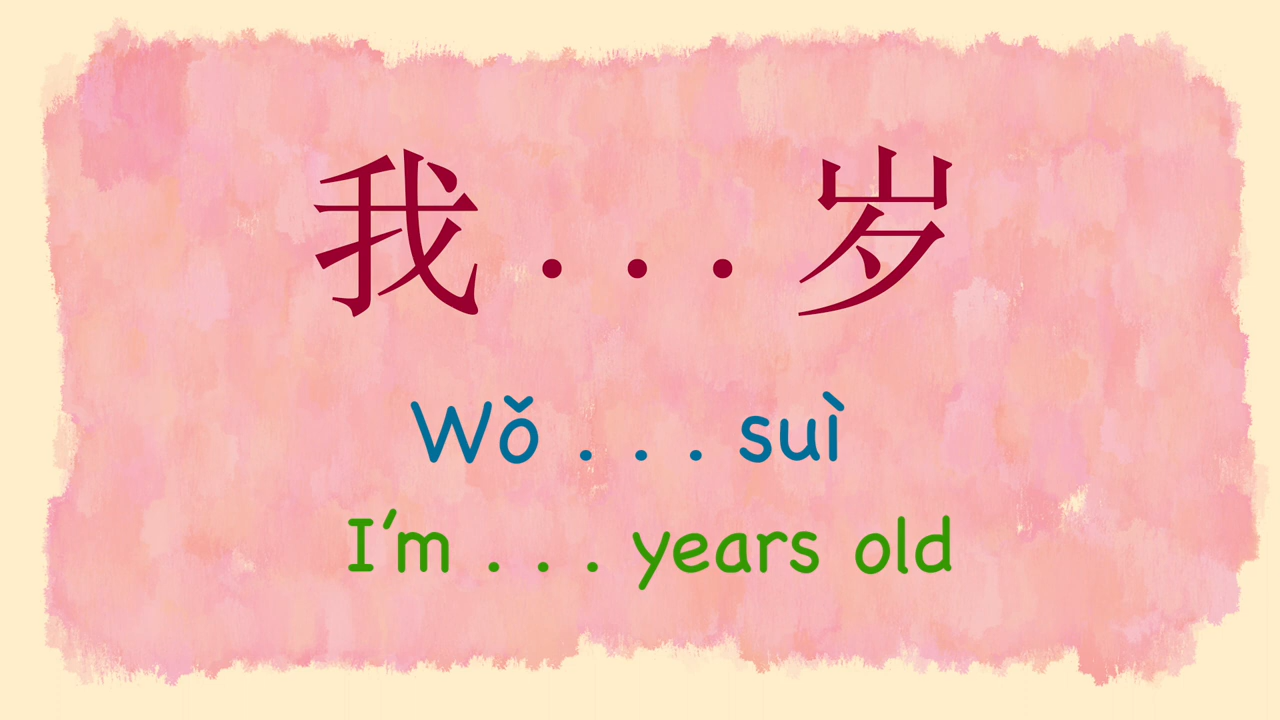 我 . . . 岁
Wǒ . . . suì
I'm . . . years old